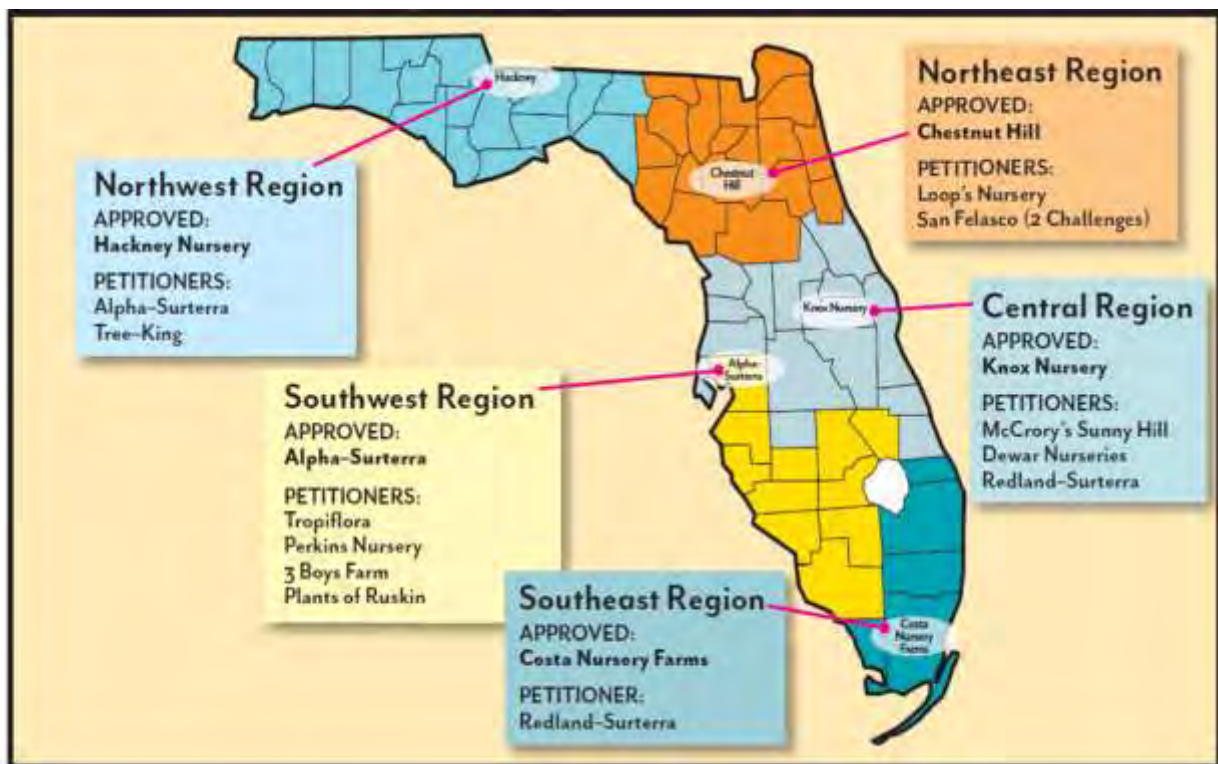 Hackney
Northwest Region
APPROVED:
Hackney Nursery
PETITIONERS:
Alpha–Surterra
Tree–King
Northeast Region
APPROVED:
Chestnut Hill
PETITIONERS:
Loop's Nursery
San Felasco (2 Challenges)
Chestnut
Hill
Knox Nursery
Central Region
APPROVED:
Knox Nursery
PETITIONERS:
McCrory's Sunny Hill
Dewar Nurseries
Redland–Surterra
Alpha–
Surterra
Southwest Region
APPROVED:
Alpha–Surterra
PETITIONERS:
Tropiflora
Perkins Nursery
3 Boys Farm
Plants of Ruskin
Southeast Region
APPROVED:
Costa Nursery Farms
PETITIONER:
Redland–Surterra
Costa
Nursery
Farms